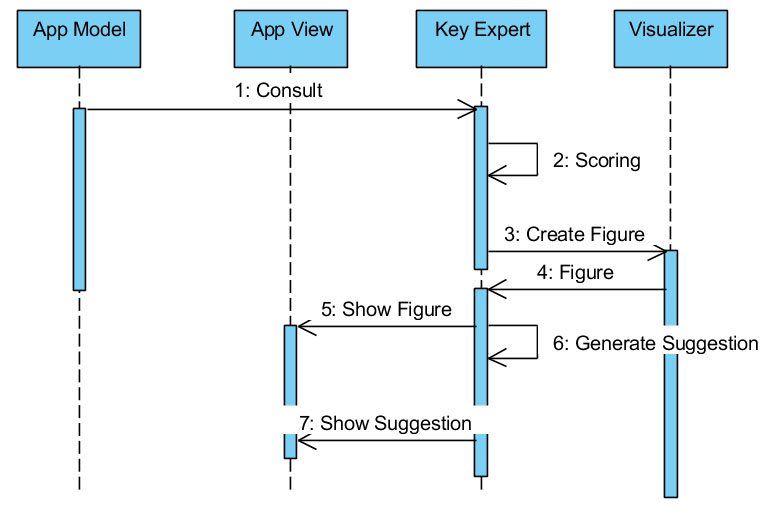 App Model
App View
Key Expert
Visualizer
1: Consult
2: Scoring
3: Create Figure
4: Figure
5: Show Figure
6: Generate Suggestion
7: Show Suggestion